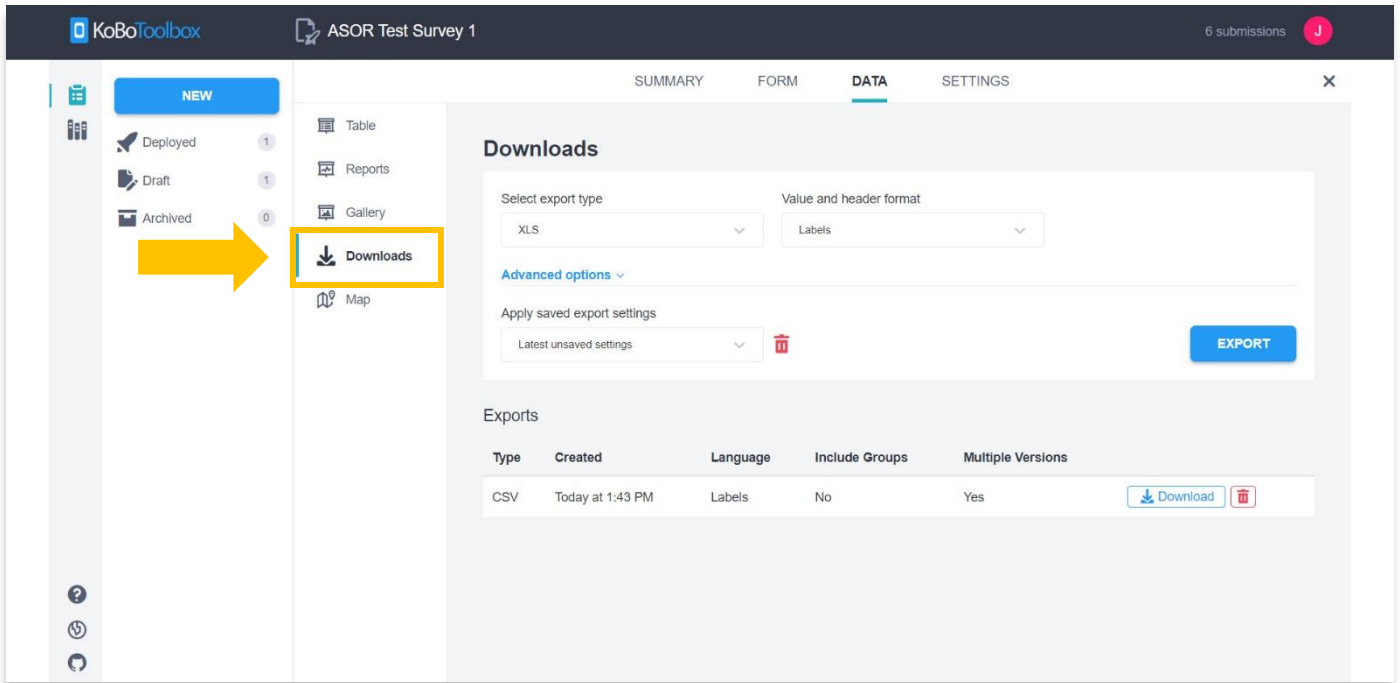 KoBoToolbox
ASOR Test Survey 1
6 submissions
J
SUMMARY FORM DATA SETTINGS
NEW
Deployed 1
Draft 1
Archived 0
Table
Reports
Gallery
Downloads
Map
Downloads
Select export type Value and header format
XLS Labels
Advanced options
Apply saved export settings
Latest unsaved settings
EXPORT
Exports
Type Created Language Include Groups Multiple Versions
CSV Today at 1:43 PM Labels No Yes Download